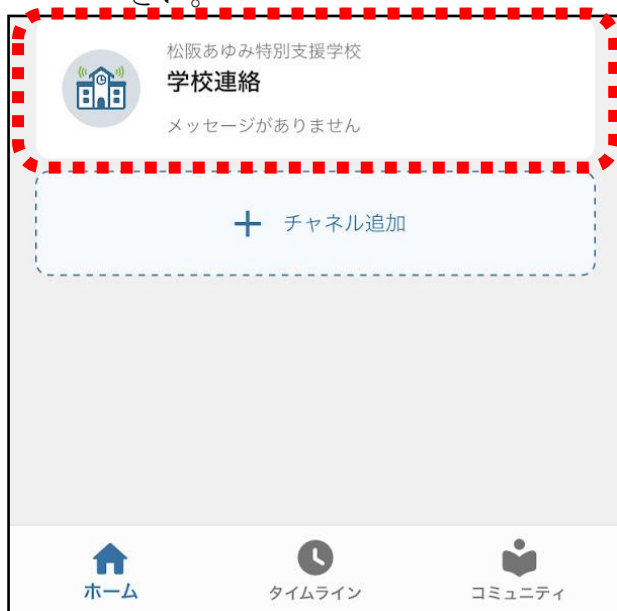 さい。
松阪あゆみ特別支援学校
学校連絡
メッセージがありません
＋ チャネル追加
ホーム
タイムライン
コミュニティ